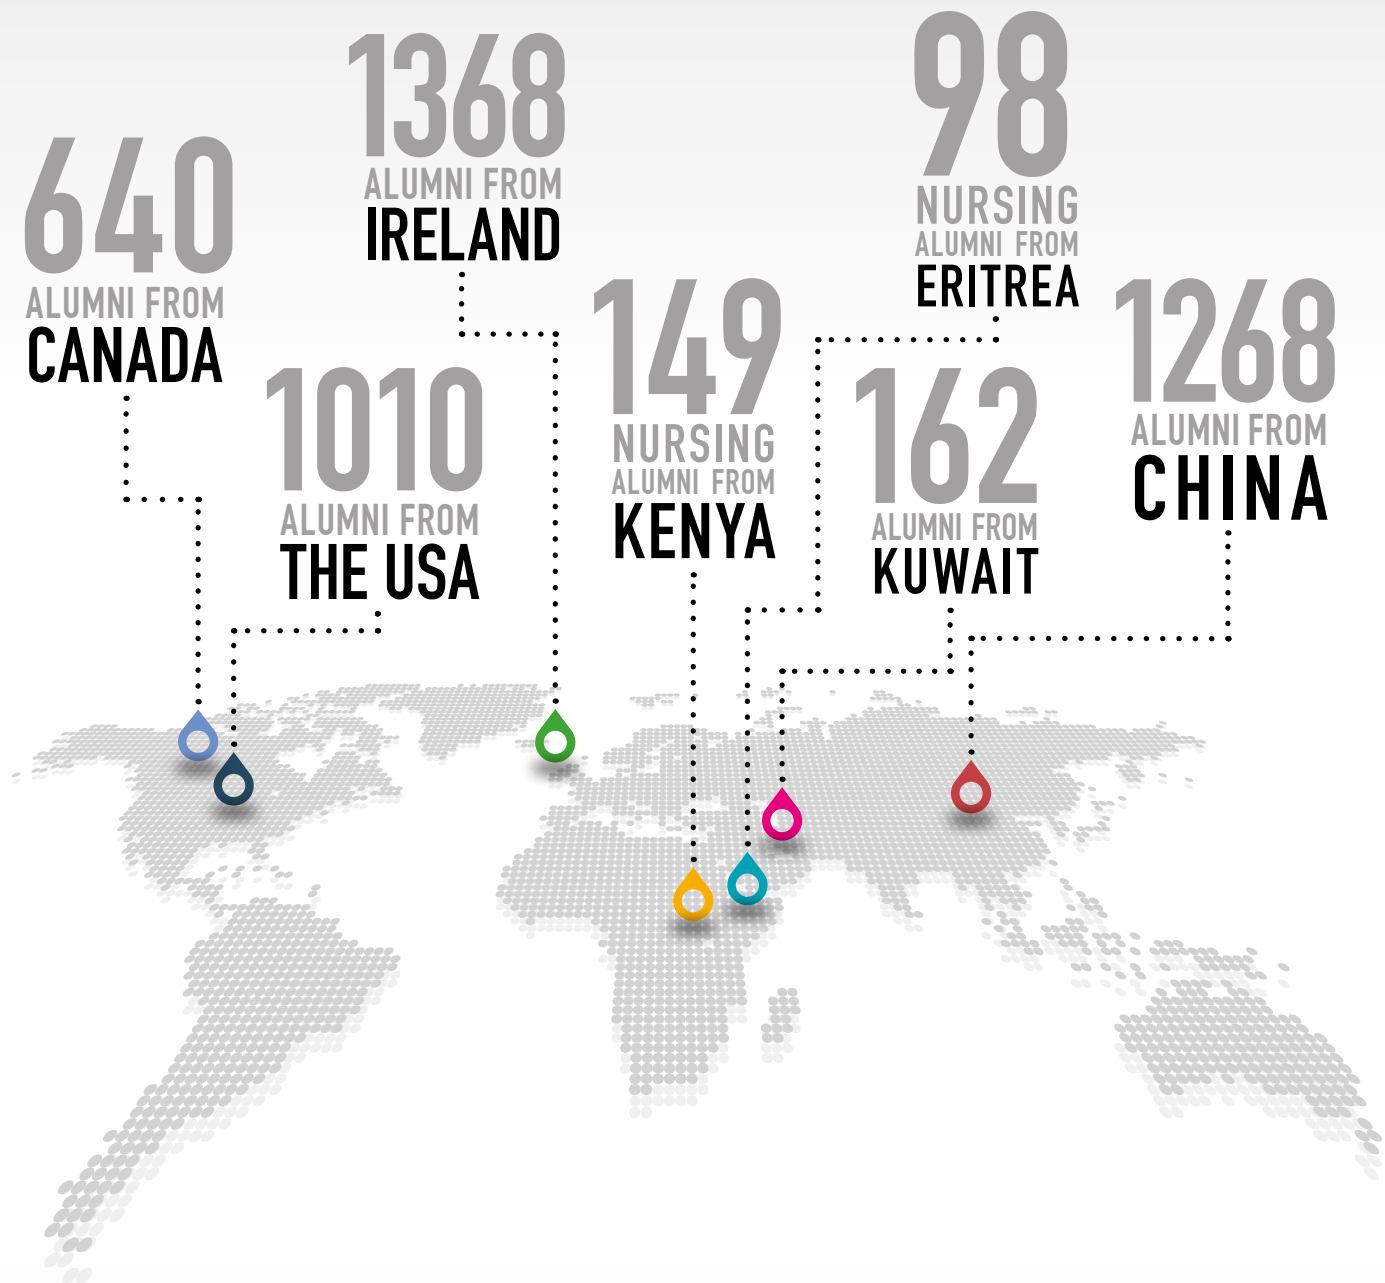 640
ALUMNI FROM
CANADA
1368
ALUMNI FROM
IRELAND
1010
ALUMNI FROM
THE USA
149
NURSING
ALUMNI FROM
KENYA
98
NURSING
ALUMNI FROM
ERITREA
162
ALUMNI FROM
KUWAIT
1268
ALUMNI FROM
CHINA